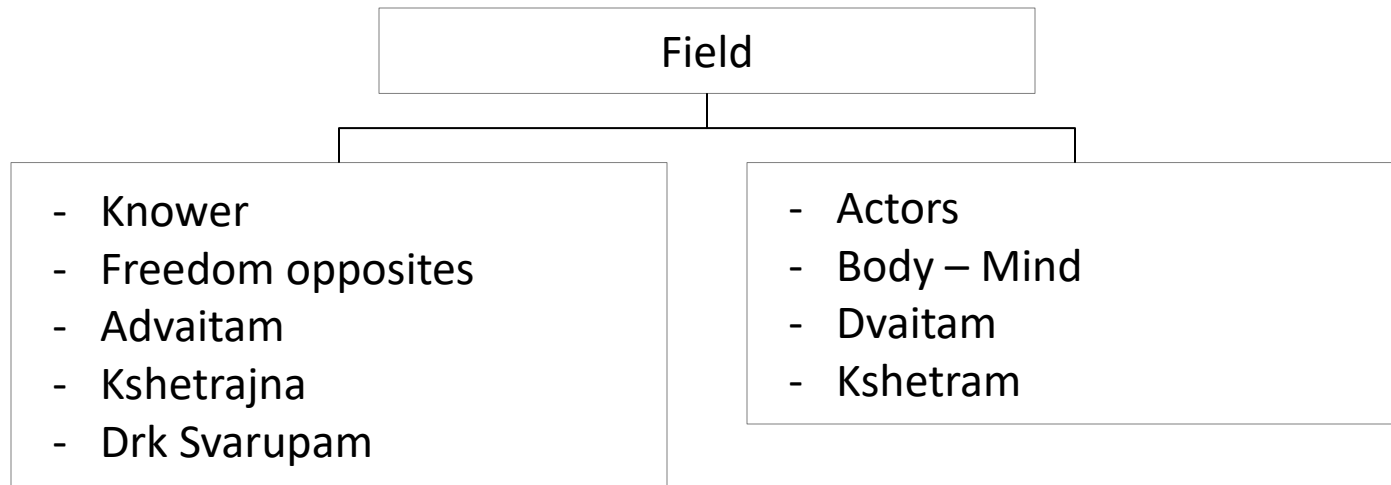 Field
- Knower
- Freedom opposites
- Advaitam
- Kshetrajna
- Drk Svarupam
- Actors
- Body – Mind
- Dvaitam
- Kshetram